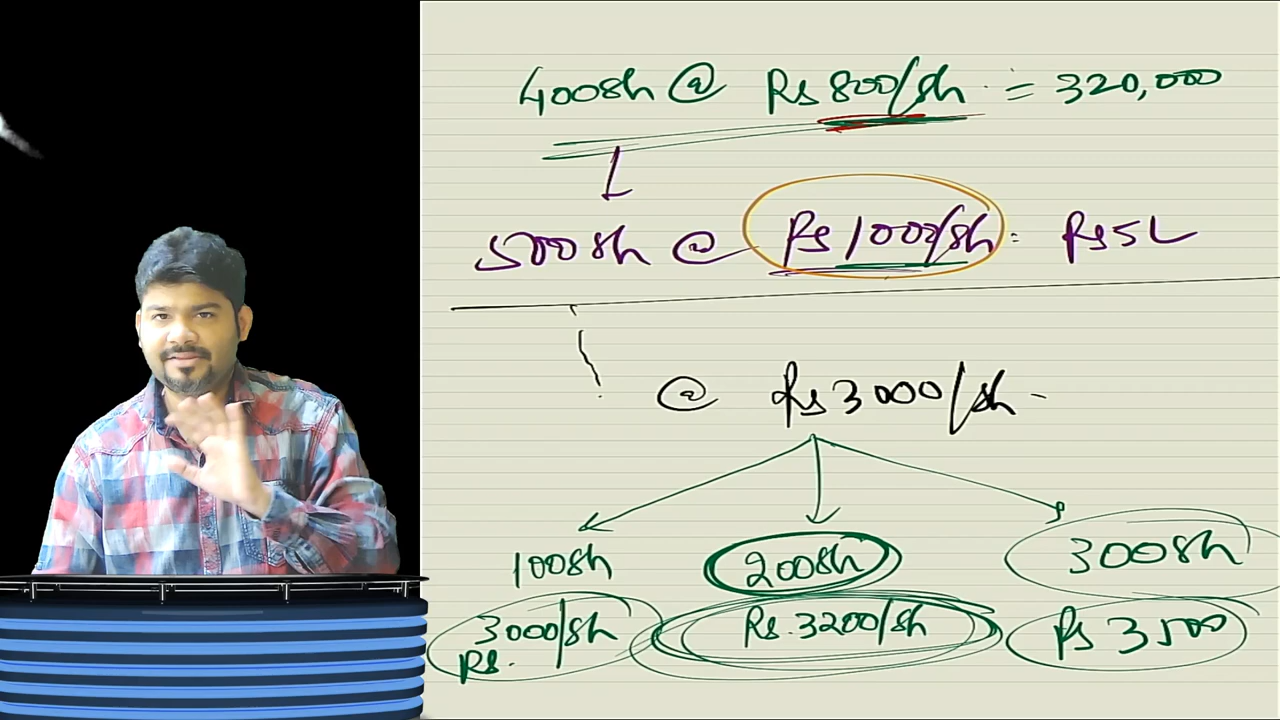 400sh @ Rs 800/sh = 320,000
500sh @ Rs 1000/sh = Rs 5L
@ Rs 3000/sh -
100sh 200sh 300sh
3000/sh Rs. 3200/sh Rs 3500
Rs.